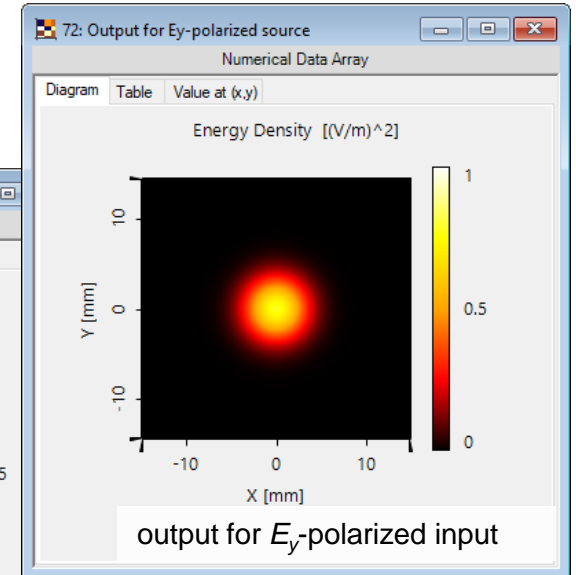 72: Output for Ey-polarized source
Numerical Data Array
Diagram Table Value at (x,y)
Energy Density [(V/m)^2]
1
10
0.5
Y [mm]
0
-10
0
-10 0 10
X [mm]
5
output for Ey-polarized input